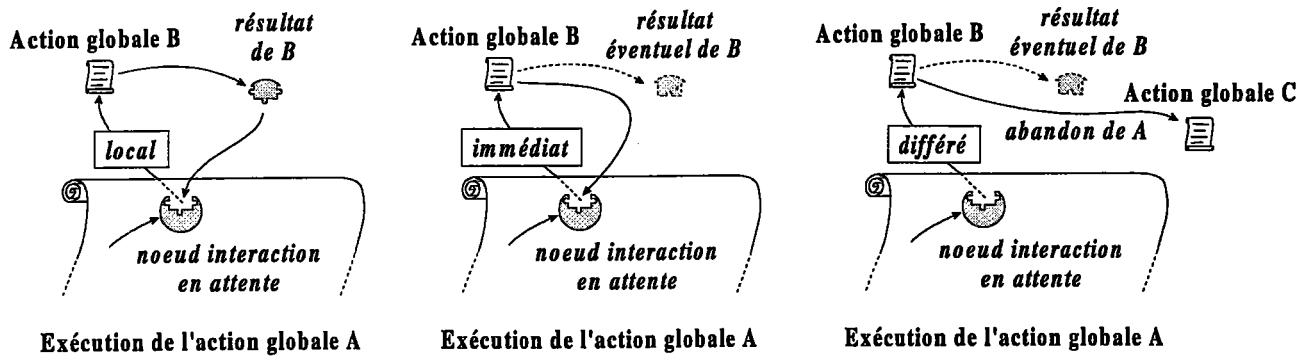 Action globale B
résultat
de B
local
noeud interaction
en attente
Exécution de l'action globale A
Action globale B
résultat
éventuel de B
immédiat
noeud interaction
en attente
Exécution de l'action globale A
Action globale B
résultat
éventuel de B
Action globale C
abandon de A
différé
noeud interaction
en attente
Exécution de l'action globale A